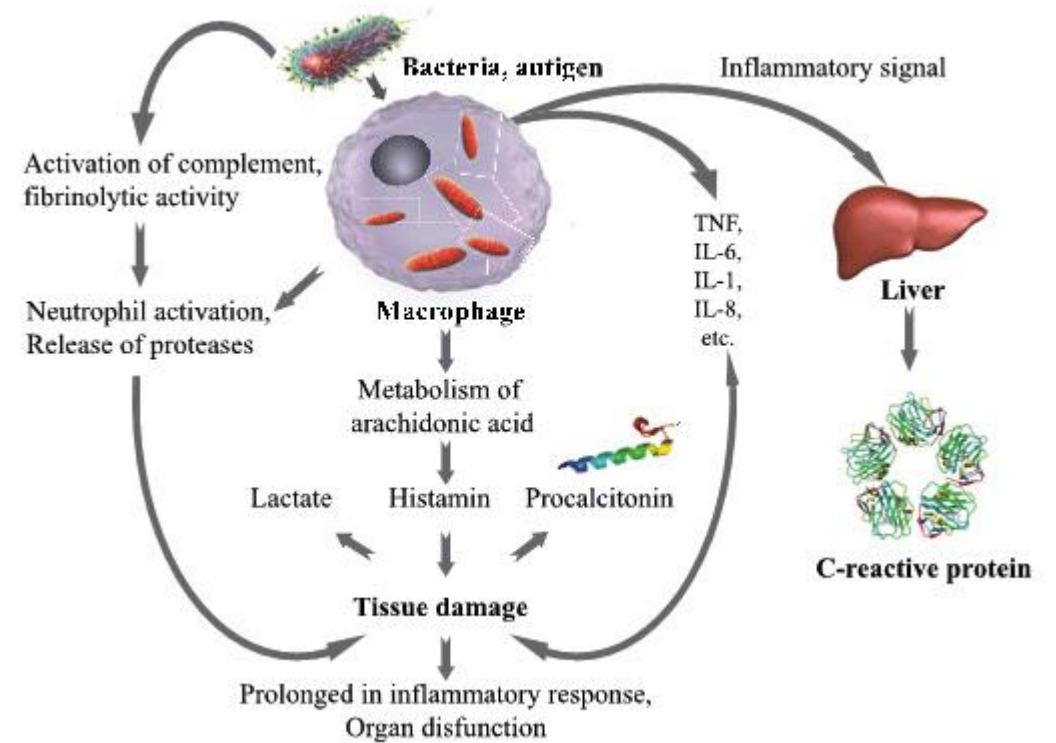 Bacteria, antigen
Inflammatory signal
Activation of complement,
fibrinolytic activity
TNF,
IL-6,
IL-1,
IL-8,
etc.
Liver
Neutrophil activation,
Release of proteases
Macrophage
Metabolism of
arachidonic acid
Lactate
Histamin
Procalcitonin
C-reactive protein
Tissue damage
Prolonged in inflammatory response,
Organ disfunction